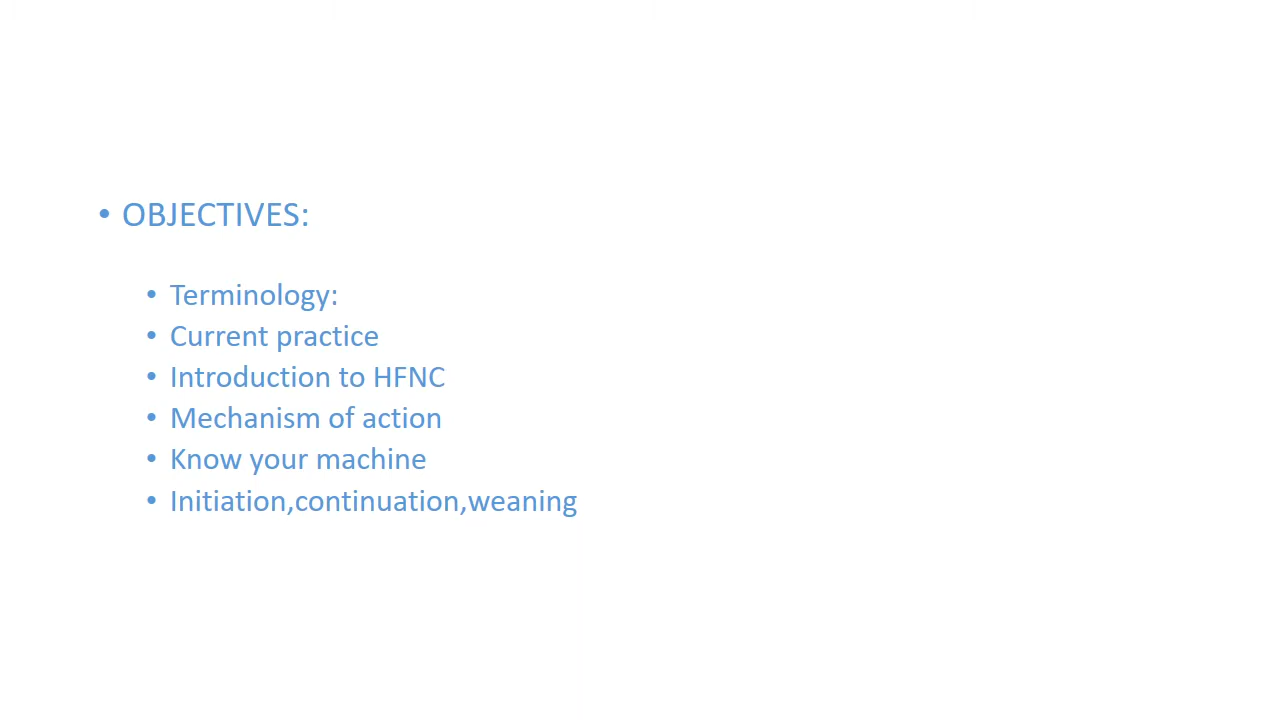 • OBJECTIVES:
• Terminology:
• Current practice
• Introduction to HFNC
• Mechanism of action
• Know your machine
• Initiation,continuation,weaning